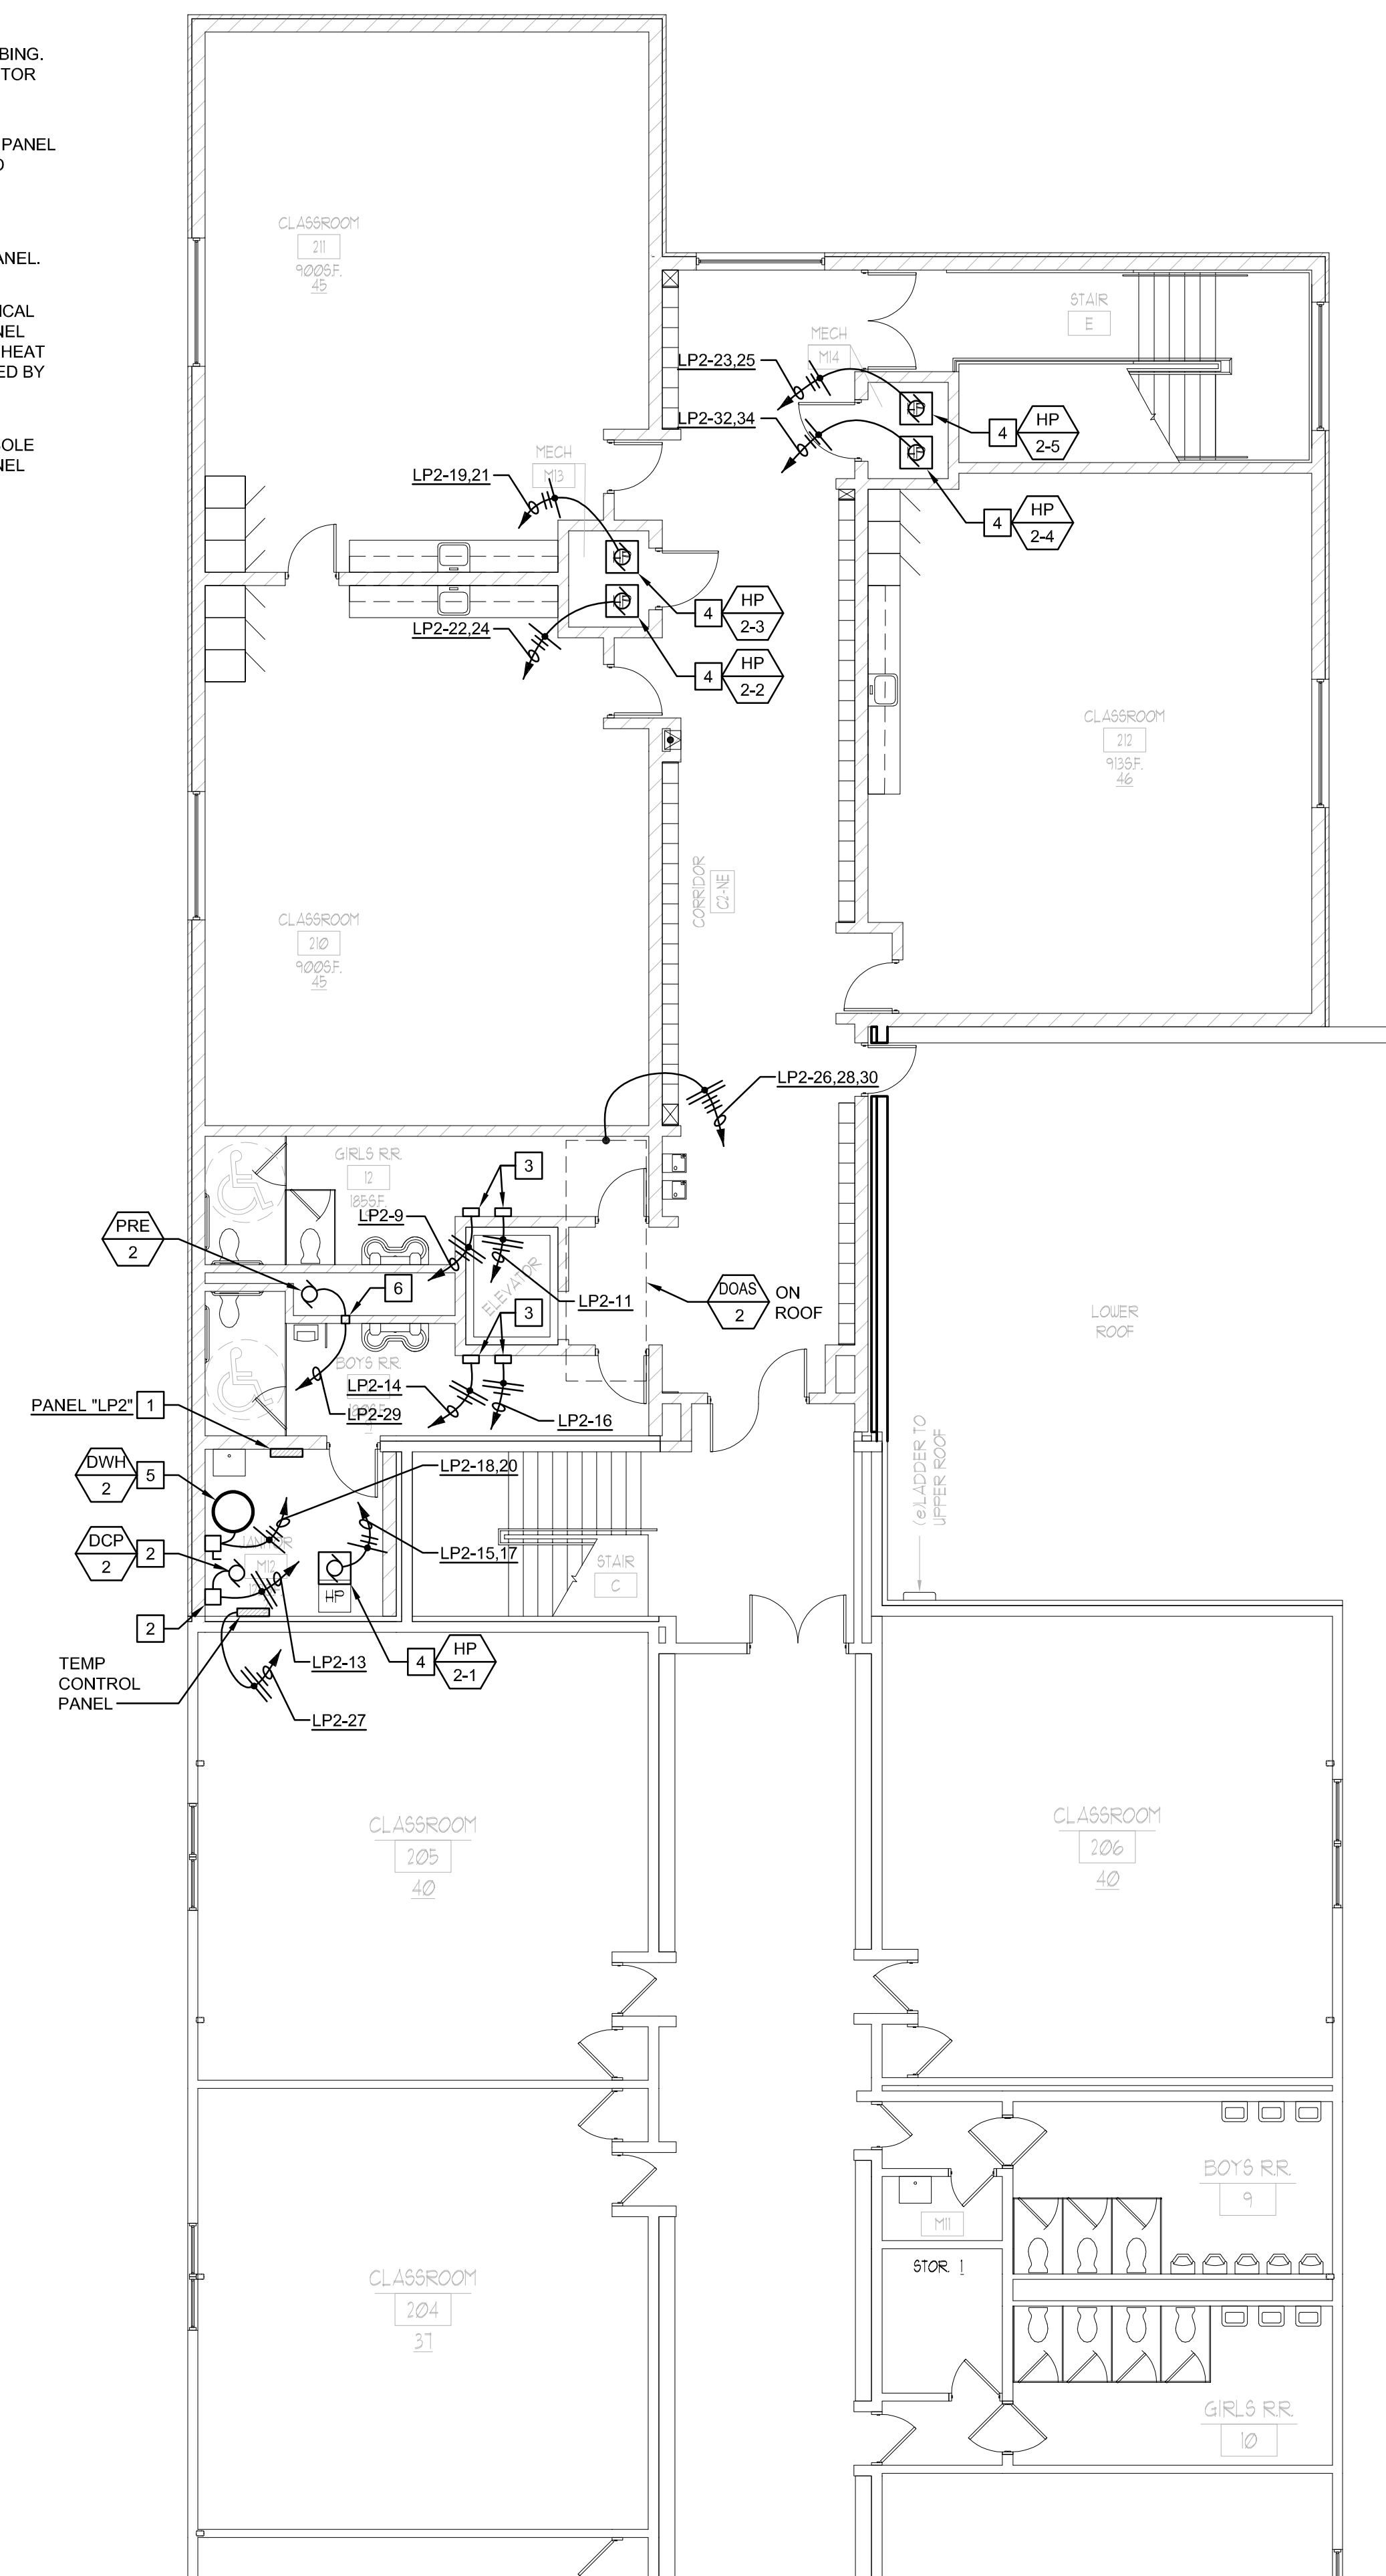 BING.
TOR
PANEL
ANEL.
ICAL
NEL
HEAT
ED BY
OLE
NEL
CLASSROOM
211
900S.F.
45
STAIR
E
MECH
M14
LP2-23,25
LP2-32,34
4
HP
2-5
4
HP
2-4
MECH
M13
LP2-19,21
LP2-22,24
4
HP
2-3
4
HP
2-2
CLASSROOM
212
913S.F.
46
CORRIDOR
C2-NE
CLASSROOM
210
900S.F.
45
LP2-26,28,30
GIRLS R.R.
12
185S.F.
3
LP2-9
PRE
2
6
ELEVATOR
LP2-11
DOAS
2
ON
ROOF
3
LOWER
ROOF
BOYS R.R.
LP2-14
LP2-29
LP2-16
PANEL "LP2"
1
DWH
2
5
LP2-18,20
DCP
2
2
JANITOR
M12
LP2-15,17
HP
STAIR
C
(e)LADDER TO
UPPER ROOF
2
TEMP
CONTROL
PANEL
LP2-13
4
HP
2-1
LP2-27
CLASSROOM
205
40
CLASSROOM
206
40
BOYS R.R.
9
M11
STOR. 1
CLASSROOM
204
37
GIRLS R.R.
10